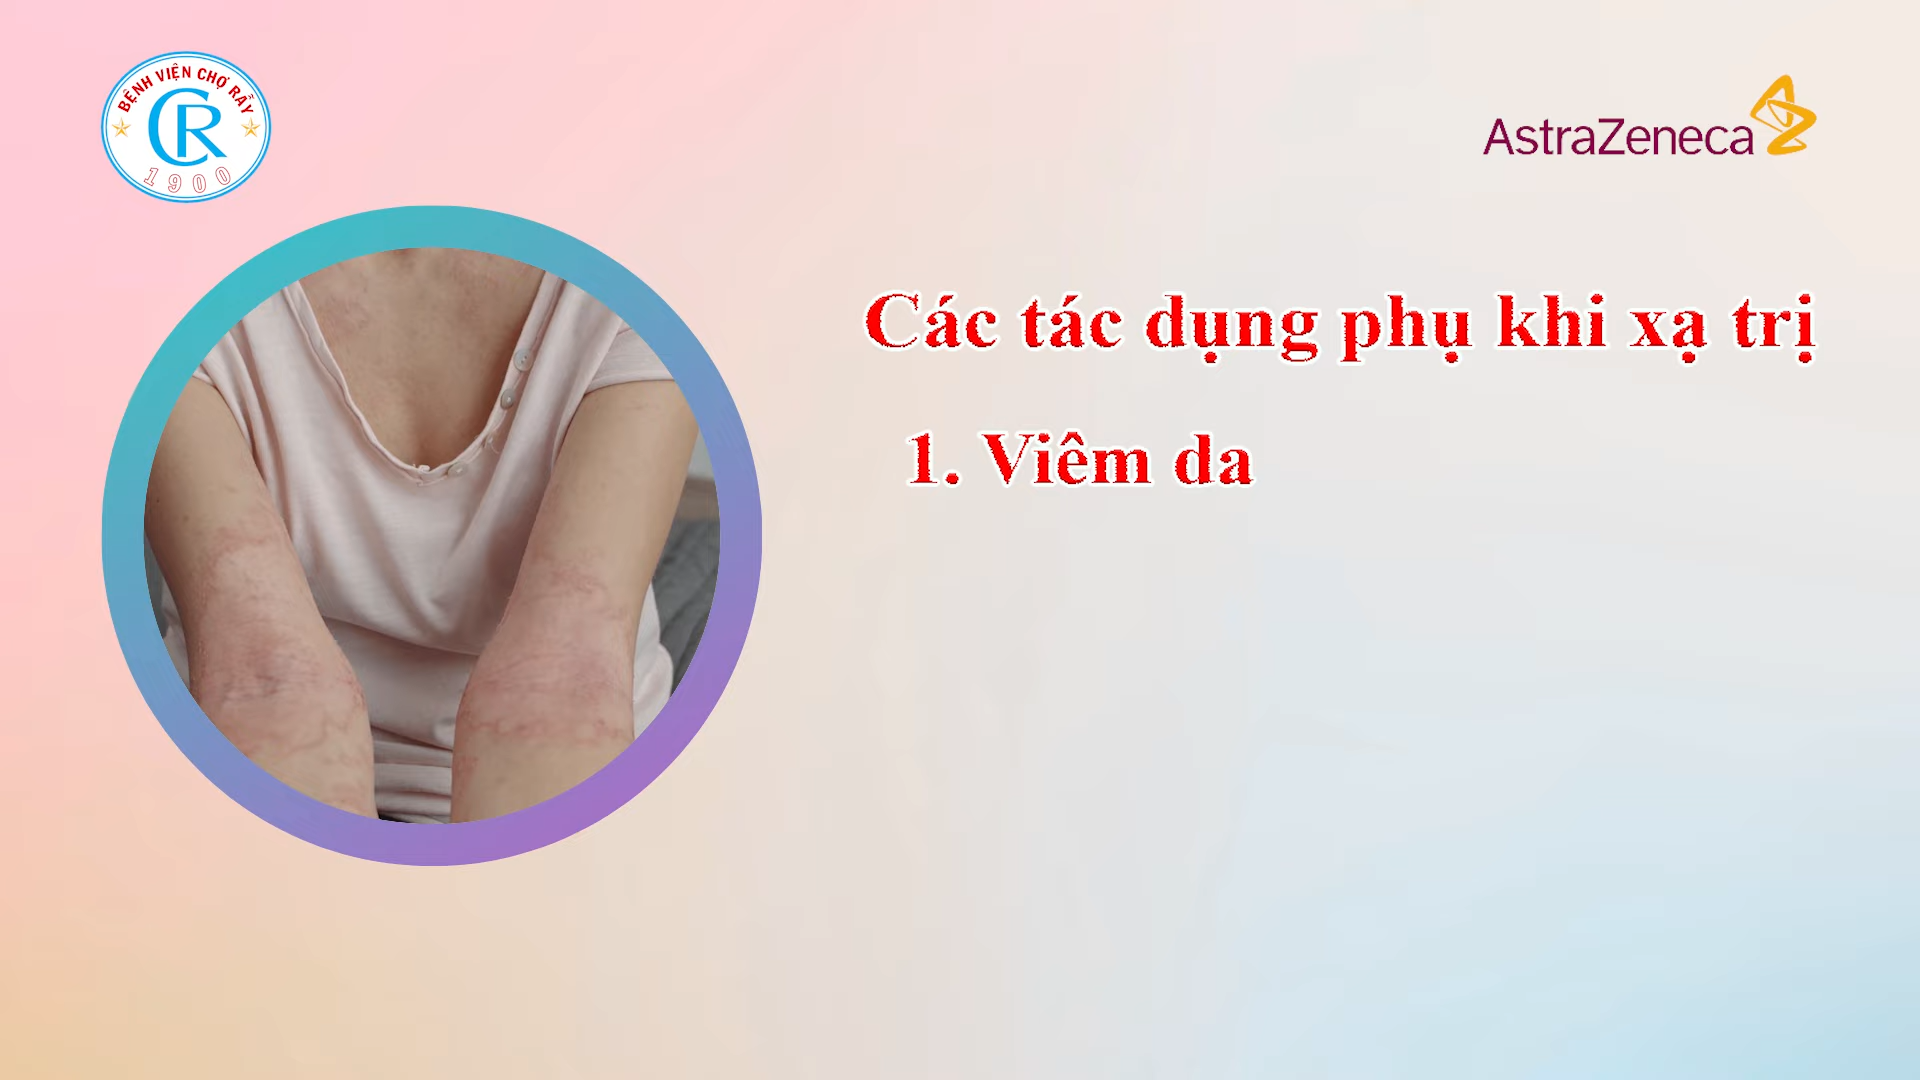 BỆNH VIỆN CHỢ RẪY
CR
1900
AstraZeneca
Các tác dụng phụ khi xạ trị
1. Viêm da